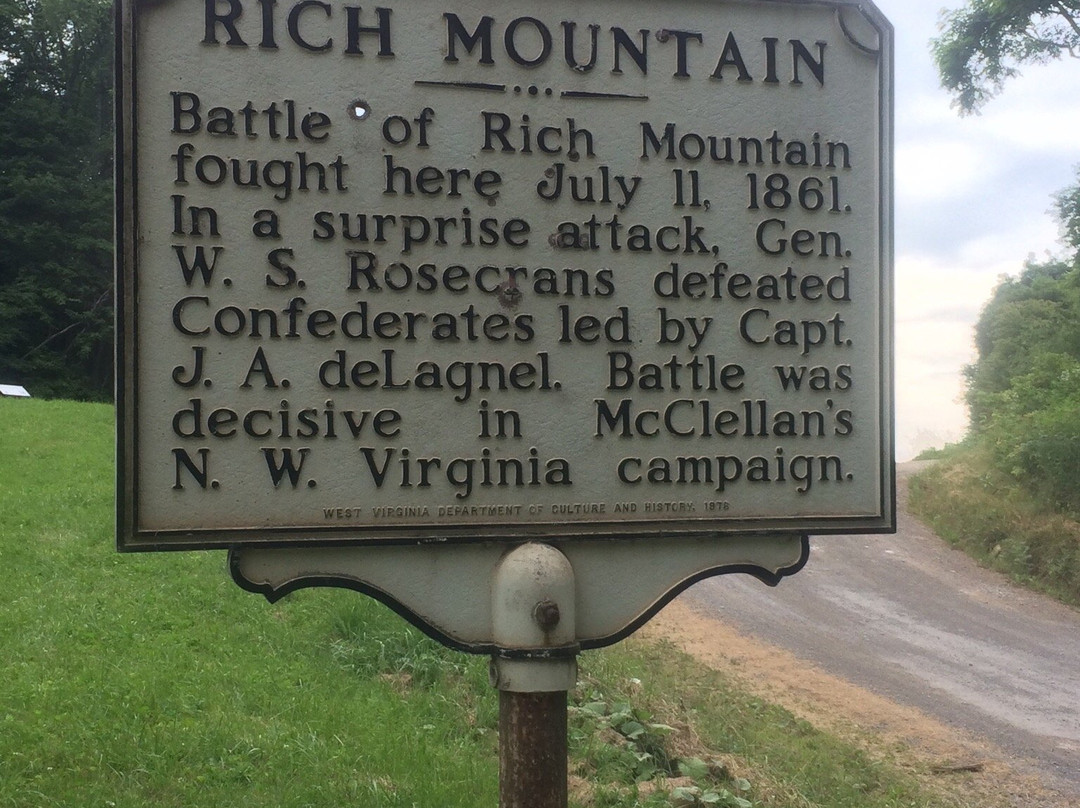 RICH MOUNTAIN
Battle of Rich Mountain
fought here July 11, 1861.
In a surprise attack, Gen.
W. S. Rosecrans defeated
Confederates led by Capt.
J. A. deLagnel. Battle was
decisive in McClellan's
N. W. Virginia campaign.
WEST VIRGINIA DEPARTMENT OF CULTURE AND HISTORY, 1978